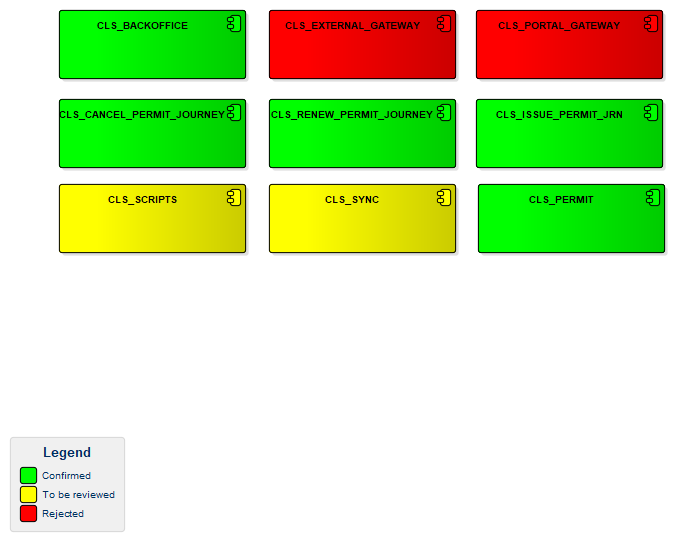 CLS_BACKOFFICE
CLS_EXTERNAL_GATEWAY
CLS_PORTAL_GATEWAY
CLS_CANCEL_PERMIT_JOURNEY
CLS_RENEW_PERMIT_JOURNEY
CLS_ISSUE_PERMIT_JRN
CLS_SCRIPTS
CLS_SYNC
CLS_PERMIT
Legend
Confirmed
To be reviewed
Rejected